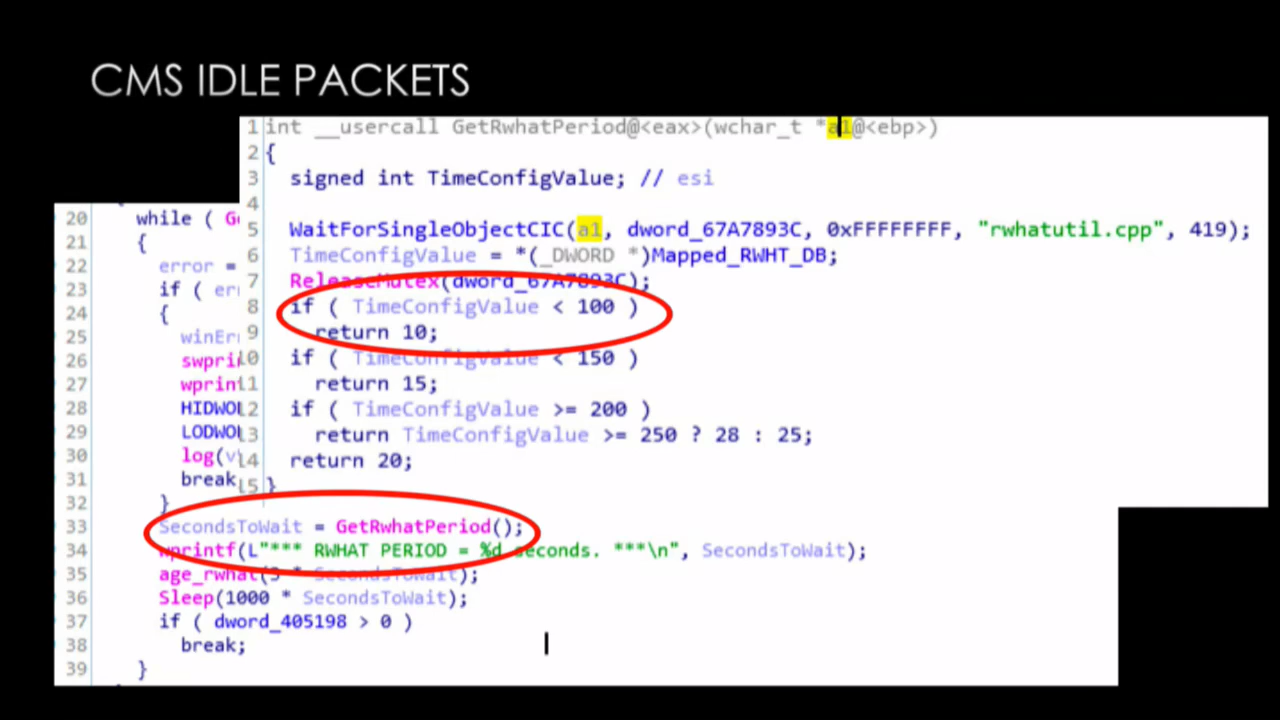 CMS IDLE PACKETS
1 int __usercall GetRwhatPeriod@<eax>(wchar_t *a1@<ebp>)
2 {
3 signed int TimeConfigValue; // esi
4
5 WaitForSingleObjectCIC(a1, dword_67A7893C, 0xFFFFFFFF, "rwhatutil.cpp", 419);
6 TimeConfigValue = *(_DWORD *)Mapped_RWHT_DB;
7 ReleaseMutex(dword_67A7893C);
8 if ( TimeConfigValue < 100 )
9 return 10;
10 if ( TimeConfigValue < 150 )
11 return 15;
12 if ( TimeConfigValue >= 200 )
13 return TimeConfigValue >= 250 ? 28 : 25;
14 return 20;
15 }
20 while ( G
21 {
22 error =
23 if ( er
24 {
25 winEr
26 swpri
27 wprin
28 HIDWO
29 LODWO
30 log(v
31 break
32 }
33 SecondsToWait = GetRwhatPeriod();
34 wprintf(L"*** RWHAT PERIOD = %d seconds. ***\n", SecondsToWait);
35 age_rwhat(3 * SecondsToWait);
36 Sleep(1000 * SecondsToWait);
37 if ( dword_405198 > 0 )
38 break;
39 }